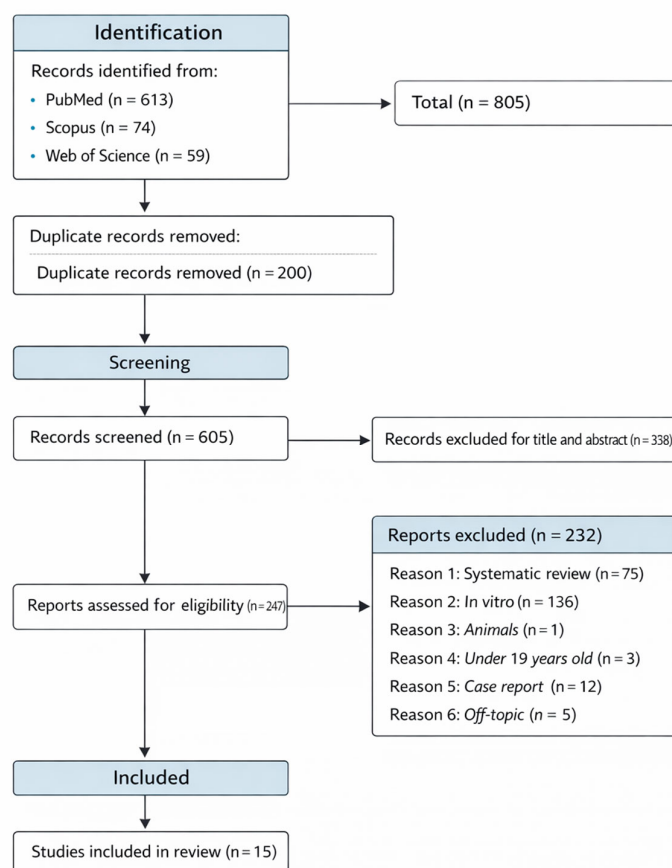 Identification
Records identified from:
• PubMed (n = 613)
• Scopus (n = 74)
• Web of Science (n = 59)
Total (n = 805)
Duplicate records removed:
Duplicate records removed (n = 200)
Screening
Records screened (n = 605)
Records excluded for title and abstract (n = 338)
Reports excluded (n = 232)
Reason 1: Systematic review (n = 75)
Reason 2: In vitro (n = 136)
Reason 3: Animals (n = 1)
Reason 4: Under 19 years old (n = 3)
Reason 5: Case report (n = 12)
Reason 6: Off-topic (n = 5)
Reports assessed for eligibility (n = 247)
Included
Studies included in review (n = 15)